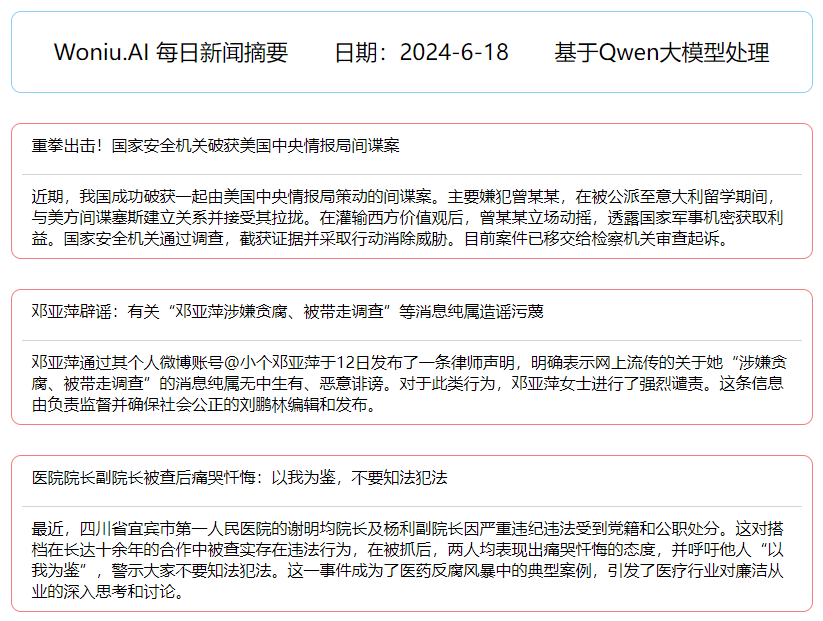 Woniu.AI 每日新闻摘要 日期：2024-6-18 基于Qwen大模型处理
重拳出击！国家安全机关破获美国中央情报局间谍案
近期，我国成功破获一起由美国中央情报局策动的间谍案。主要嫌犯曾某某，在被公派至意大利留学期间，
与美方间谍塞斯建立关系并接受其拉拢。在灌输西方价值观后，曾某某立场动摇，透露国家军事机密获取利
益。国家安全机关通过调查，截获证据并采取行动消除威胁。目前案件已移交给检察机关审查起诉。
邓亚萍辟谣：有关“邓亚萍涉嫌贪腐、被带走调查”等消息纯属造谣污蔑
邓亚萍通过其个人微博账号@小个邓亚萍于12日发布了一条律师声明，明确表示网上流传的关于她“涉嫌贪
腐、被带走调查”的消息纯属无中生有、恶意诽谤。对于此类行为，邓亚萍女士进行了强烈谴责。这条信息
由负责监督并确保社会公正的刘鹏林编辑和发布。
医院院长副院长被查后痛哭忏悔：以我为鉴，不要知法犯法
最近，四川省宜宾市第一人民医院的谢明均院长及杨利副院长因严重违纪违法受到党籍和公职处分。这对搭
档在长达十余年的合作中被查实存在违法行为，在被抓后，两人均表现出痛哭忏悔的态度，并呼吁他人“以
我为鉴”，警示大家不要知法犯法。这一事件成为了医药反腐风暴中的典型案例，引发了医疗行业对廉洁从
业的深入思考和讨论。